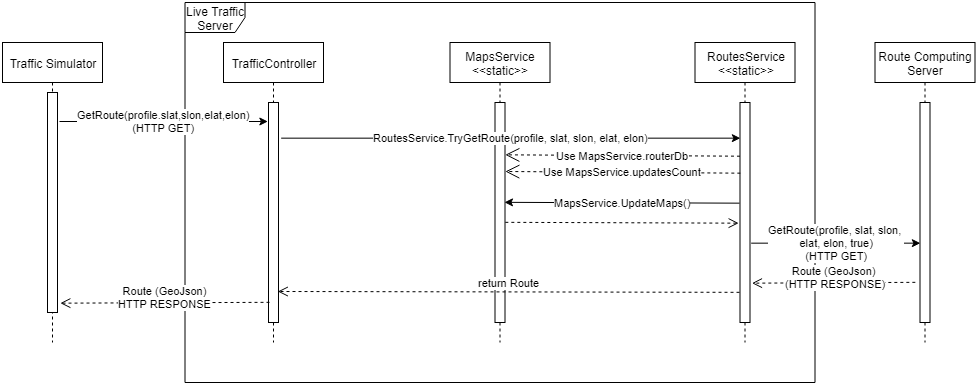 Live Traffic
Server
Traffic Simulator
TrafficController
MapsService
<<static>>
RoutesService
<<static>>
Route Computing
Server
GetRoute(profile.slat,slon,elat,elon)
(HTTP GET)
RoutesService.TryGetRoute(profile, slat, slon, elat, elon)
Use MapsService.routerDb
Use MapsService.updatesCount
MapsService.UpdateMaps()
GetRoute(profile, slat, slon,
elat, elon, true)
(HTTP GET)
Route (GeoJson)
(HTTP RESPONSE)
return Route
Route (GeoJson)
HTTP RESPONSE